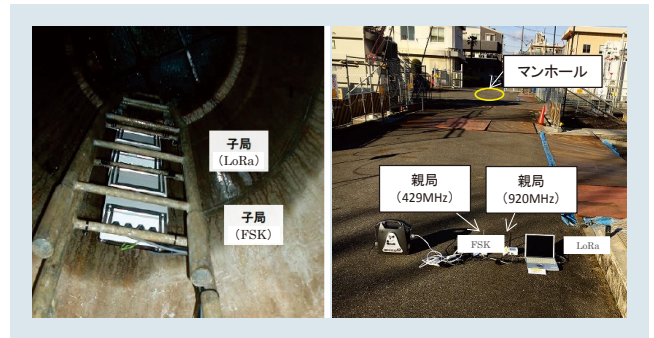 子局
（LoRa）
子局
（FSK）
マンホール
親局
（429MHz）
親局
（920MHz）
FSK
LoRa